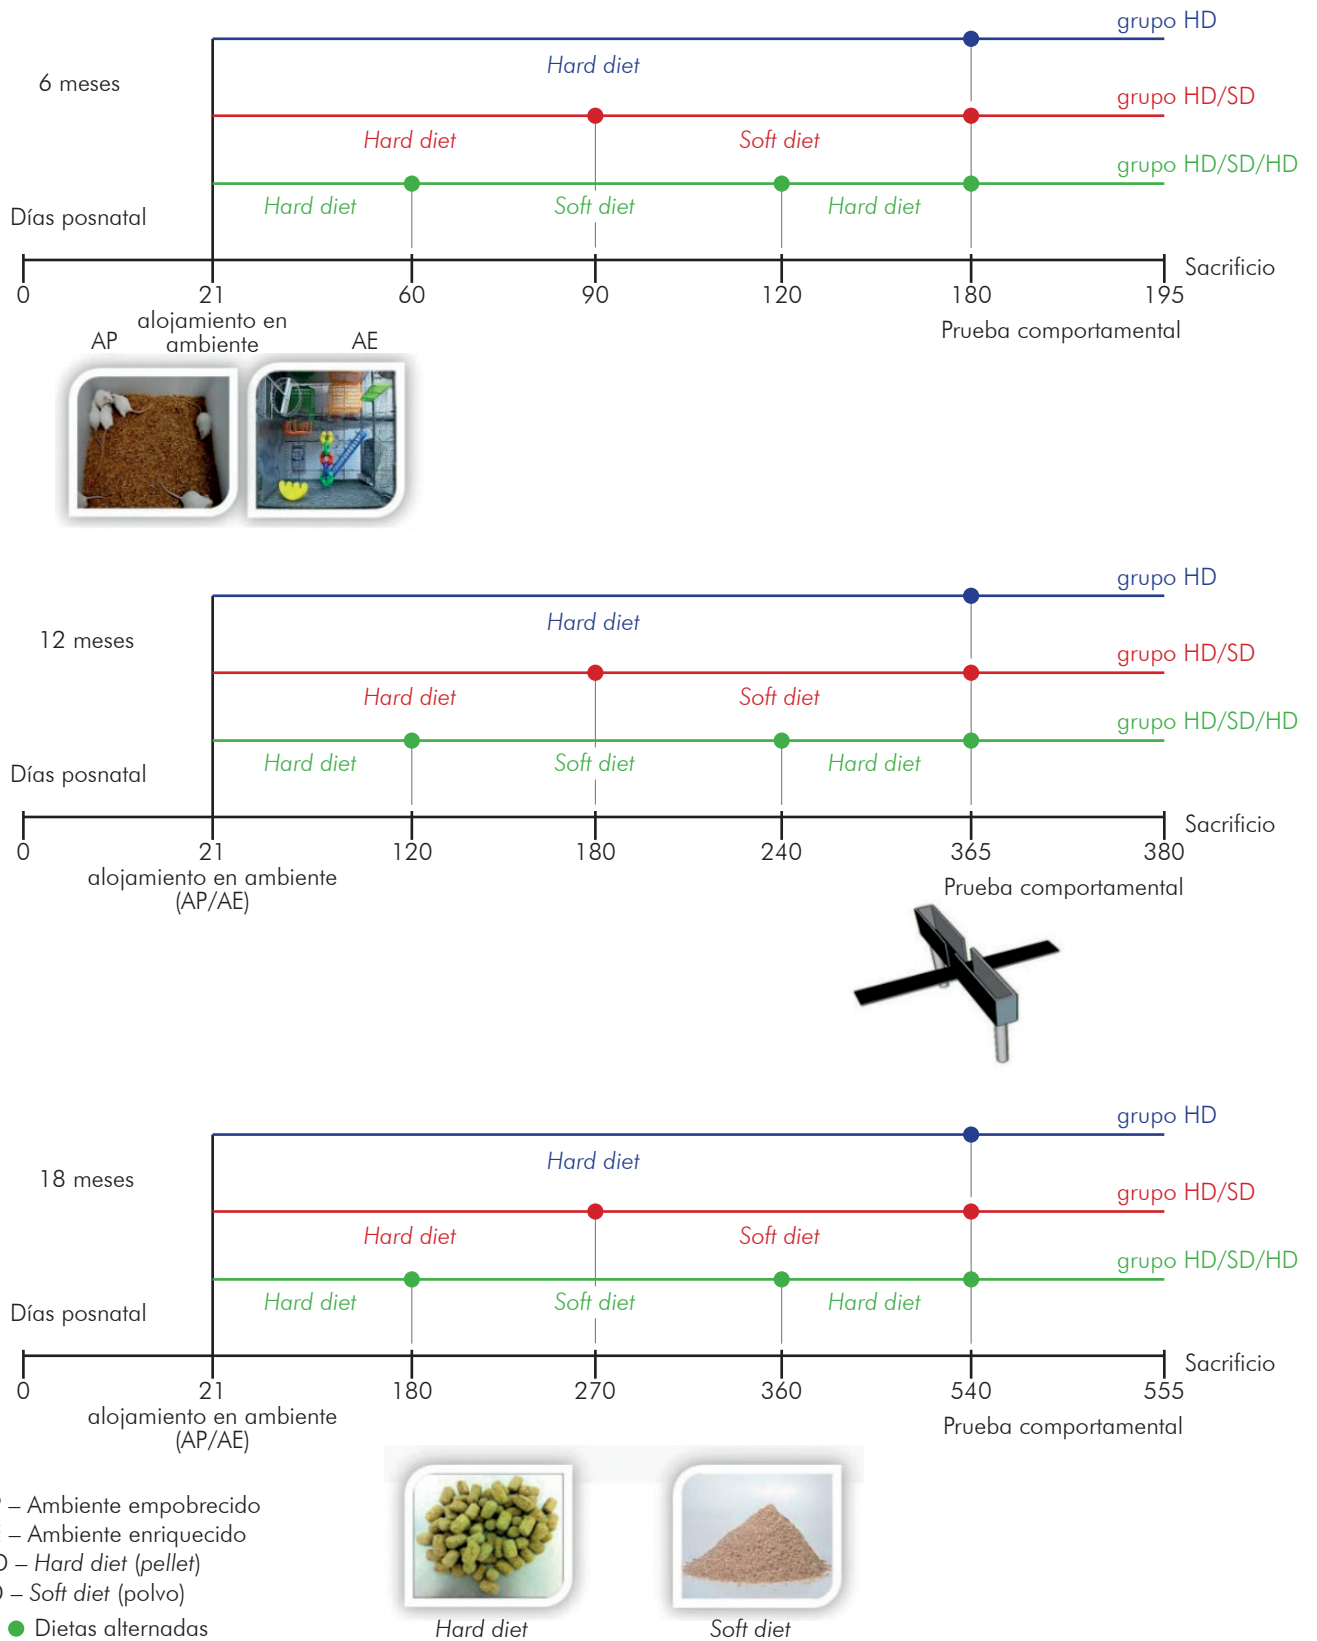 grupo HD
Hard diet
6 meses
grupo HD/SD
Hard diet
Soft diet
grupo HD/SD/HD
Hard diet
Soft diet
Hard diet
Días posnatal
Sacrificio
0
21
60
90
120
180
195
alojamiento en
ambiente
Prueba comportamental
AP
AE
grupo HD
Hard diet
12 meses
grupo HD/SD
Hard diet
Soft diet
grupo HD/SD/HD
Hard diet
Soft diet
Hard diet
Días posnatal
Sacrificio
0
21
120
180
240
365
380
alojamiento en ambiente
(AP/AE)
Prueba comportamental
grupo HD
Hard diet
18 meses
grupo HD/SD
Hard diet
Soft diet
grupo HD/SD/HD
Hard diet
Soft diet
Hard diet
Días posnatal
Sacrificio
0
21
180
270
360
540
555
alojamiento en ambiente
(AP/AE)
Prueba comportamental
– Ambiente empobrecido
– Ambiente enriquecido
– Hard diet (pellet)
– Soft diet (polvo)
Dietas alternadas
Hard diet
Soft diet